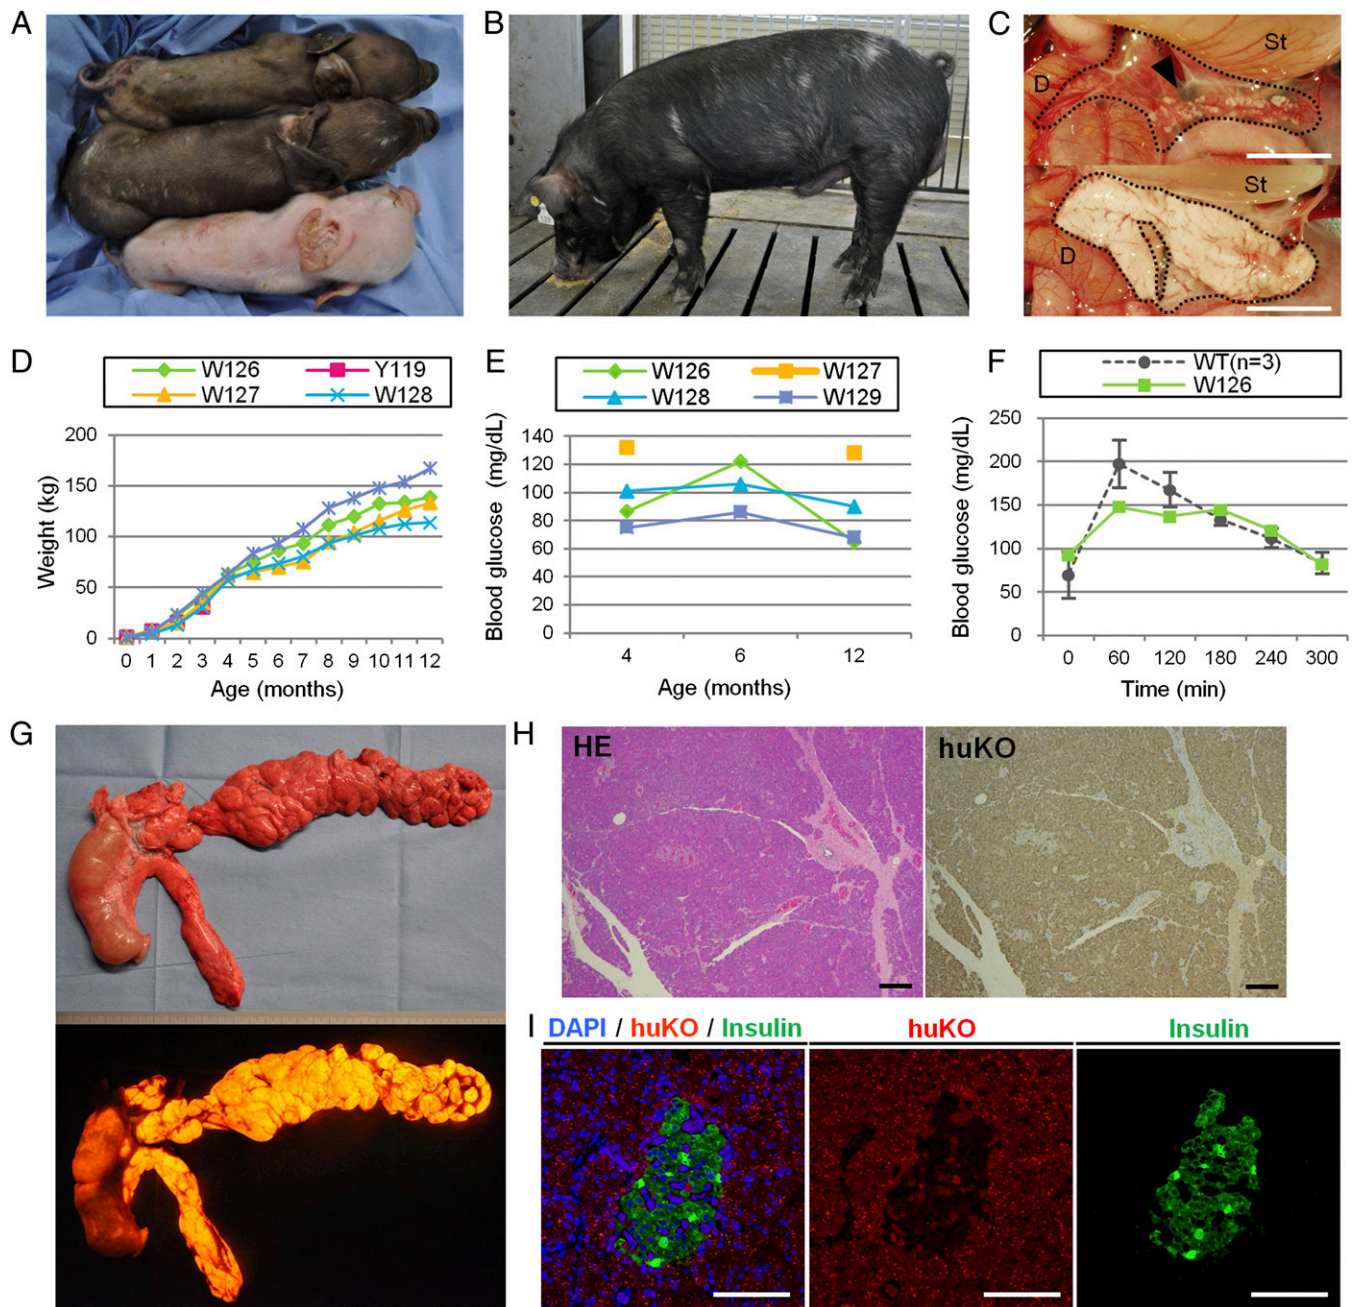 A
B
C
St
D
St
D
D
W126 Y119
W127 W128
Weight (kg)
200
150
100
50
0
0 1 2 3 4 5 6 7 8 9 10 11 12
Age (months)
E
W126 W127
W128 W129
Blood glucose (mg/dL)
140
120
100
80
60
40
20
0
4 6 12
Age (months)
F
WT(n=3)
W126
Blood glucose (mg/dL)
250
200
150
100
50
0
0 60 120 180 240 300
Time (min)
G
H
HE
huKO
I
DAPI / huKO / Insulin
huKO
Insulin